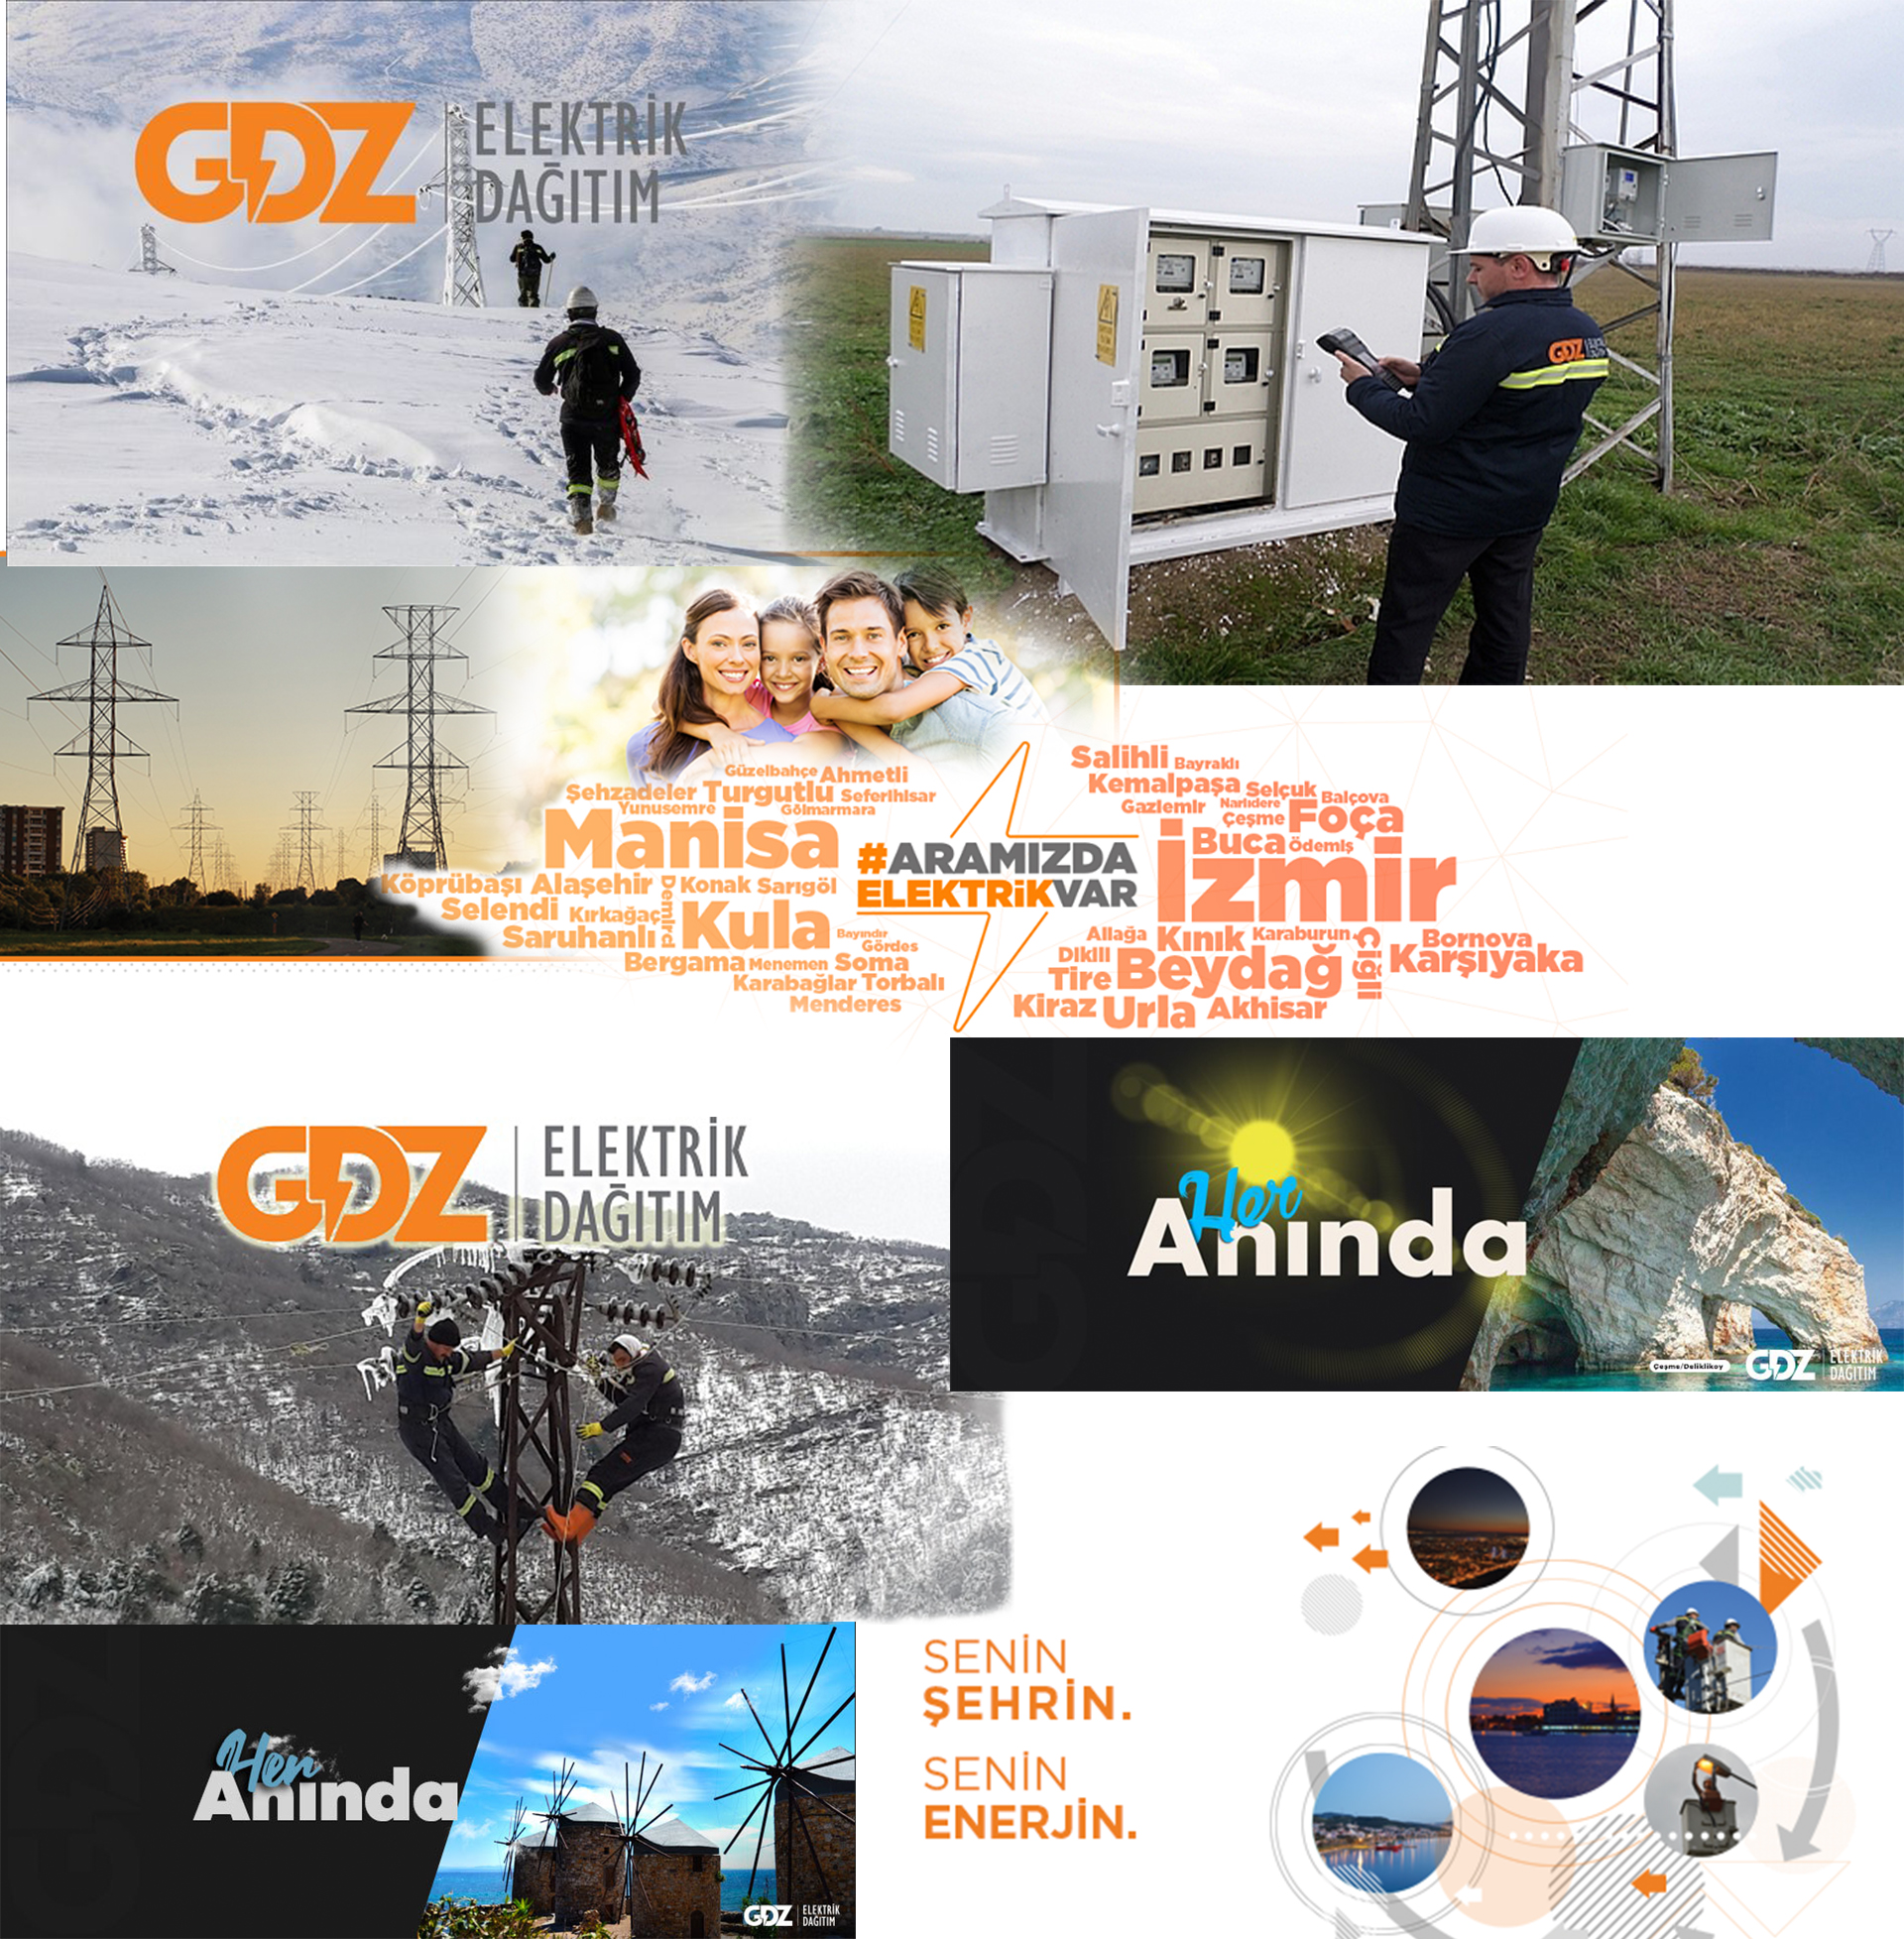 GDZ ELEKTRİK
DAĞITIM
GDZ
Güzelbahçe Ahmetli
Şehzadeler Turgutlu Seferihisar
Yunusemre Gölmarmara
Manisa
Köprübaşı Alaşehir Demirci Konak Sarıgöl
Selendi Kırkağaç Kula Bayındır
Saruhanlı Gördes
Bergama Menemen Soma
Karabağlar Torbalı
Menderes
#ARAMIZDA
ELEKTRİKVAR
Salihli Bayraklı
Kemalpaşa Selçuk Balçova
Gaziemir Narlıdere Çeşme Foça
Buca Ödemiş
İzmir
Aliağa Kınık Karaburun Çiğli Bornova
Dikili Beydağ Karşıyaka
Tire
Kiraz Urla Akhisar
GDZ ELEKTRİK
DAĞITIM
Her
Anında
Çeşme/Delikliköy
GDZ ELEKTRİK
DAĞITIM
Her
Anında
GDZ ELEKTRİK
DAĞITIM
SENİN
ŞEHRİN.
SENİN
ENERJİN.